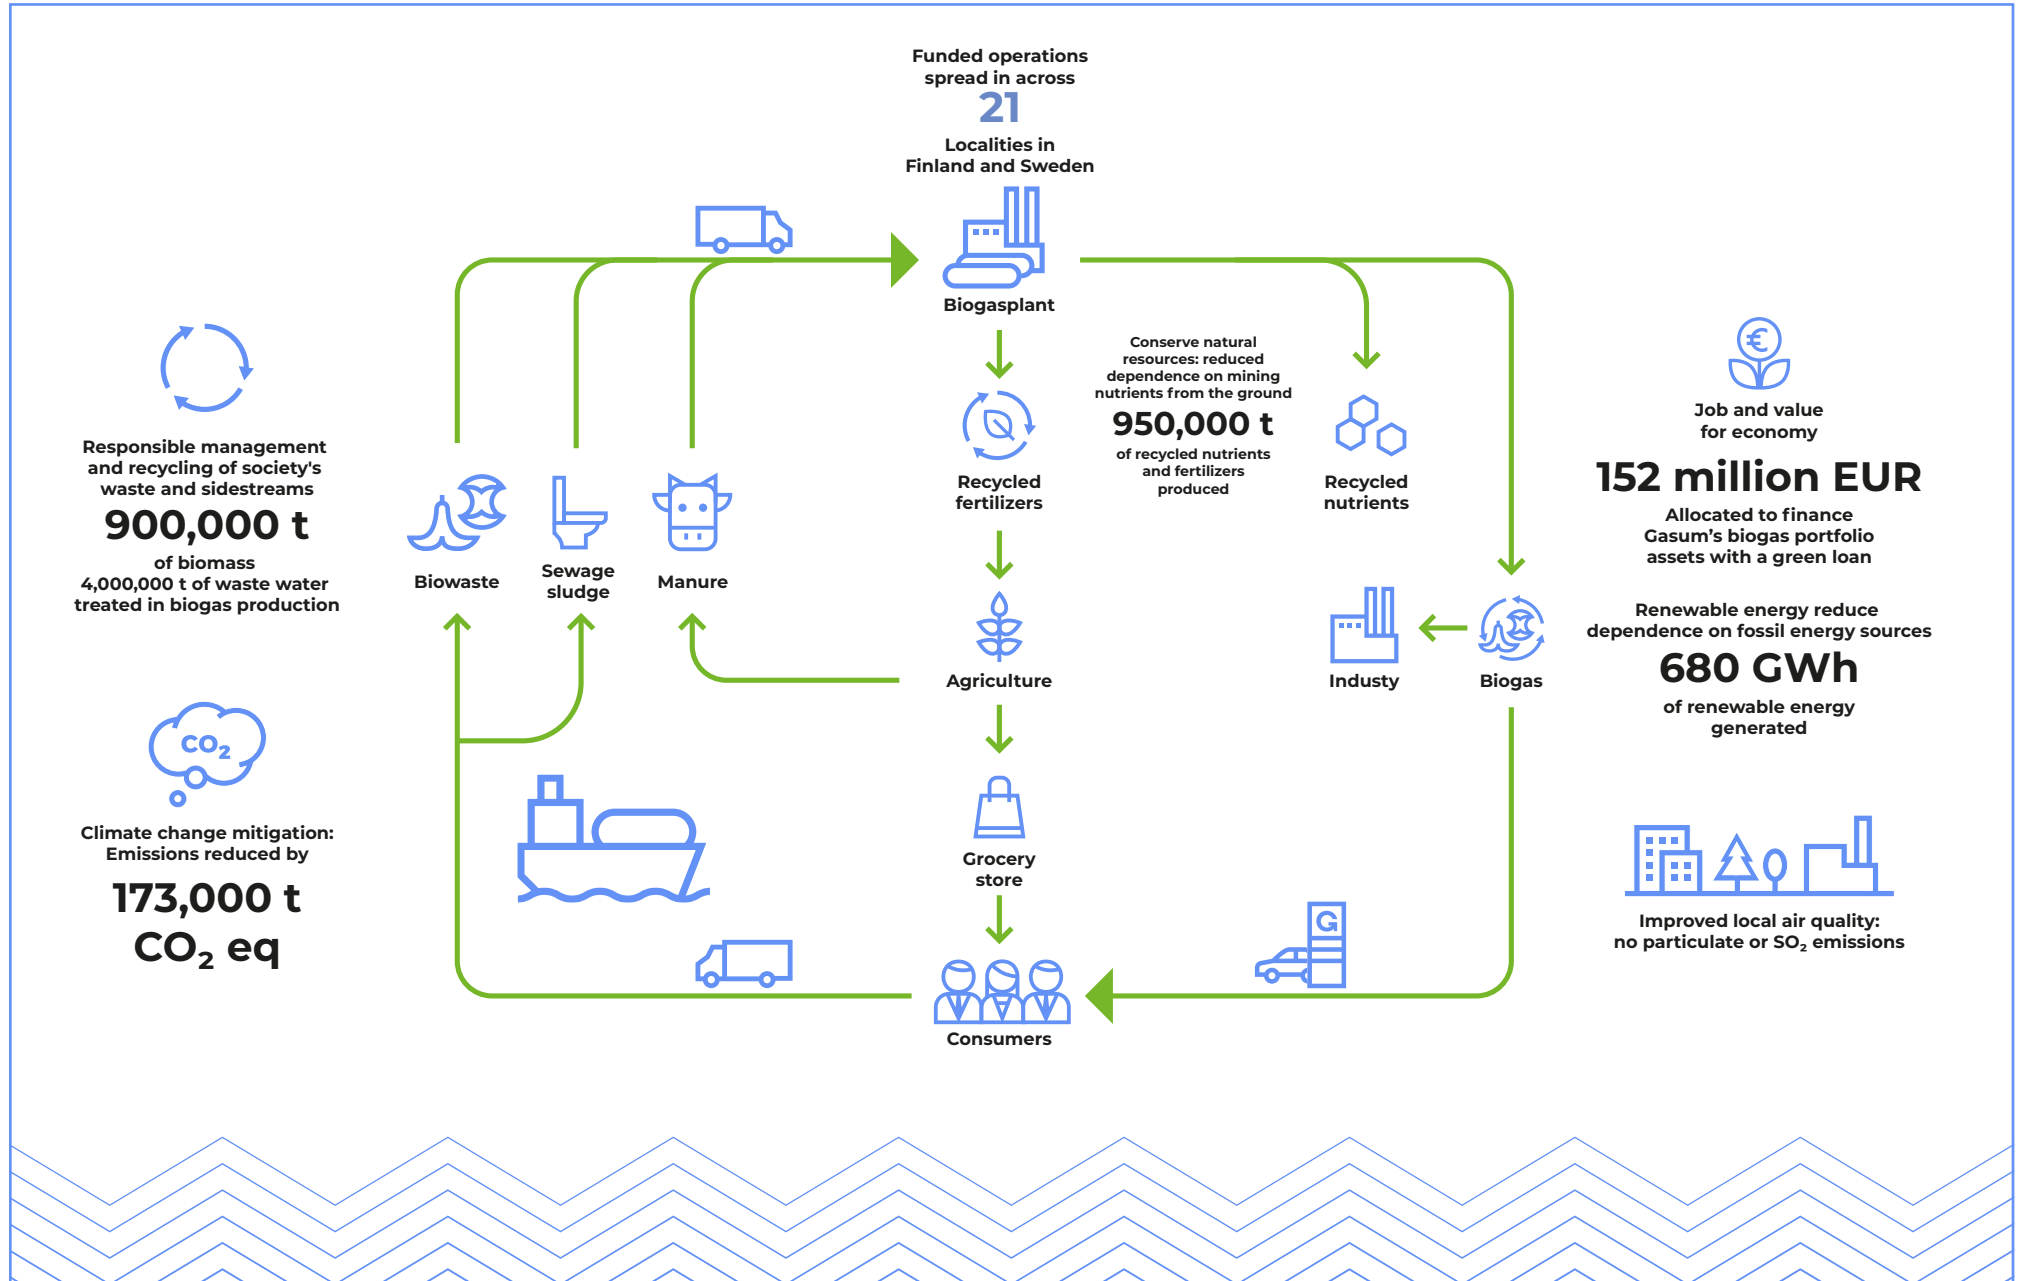 Funded operations
spread in across
21
Localities in
Finland and Sweden
Biogasplant
Responsible management
and recycling of society's
waste and sidestreams
900,000 t
of biomass
4,000,000 t of waste water
treated in biogas production
Climate change mitigation:
Emissions reduced by
CO₂
173,000 t
CO₂ eq
Biowaste
Sewage
sludge
Manure
Recycled
fertilizers
Agriculture
Grocery
store
Consumers
Conserve natural
resources: reduced
dependence on mining
nutrients from the ground
950,000 t
of recycled nutrients
and fertilizers
produced
Recycled
nutrients
Industy
Biogas
G
€
Job and value
for economy
152 million EUR
Allocated to finance
Gasum’s biogas portfolio
assets with a green loan
Renewable energy reduce
dependence on fossil energy sources
680 GWh
of renewable energy
generated
Improved local air quality:
no particulate or SO₂ emissions